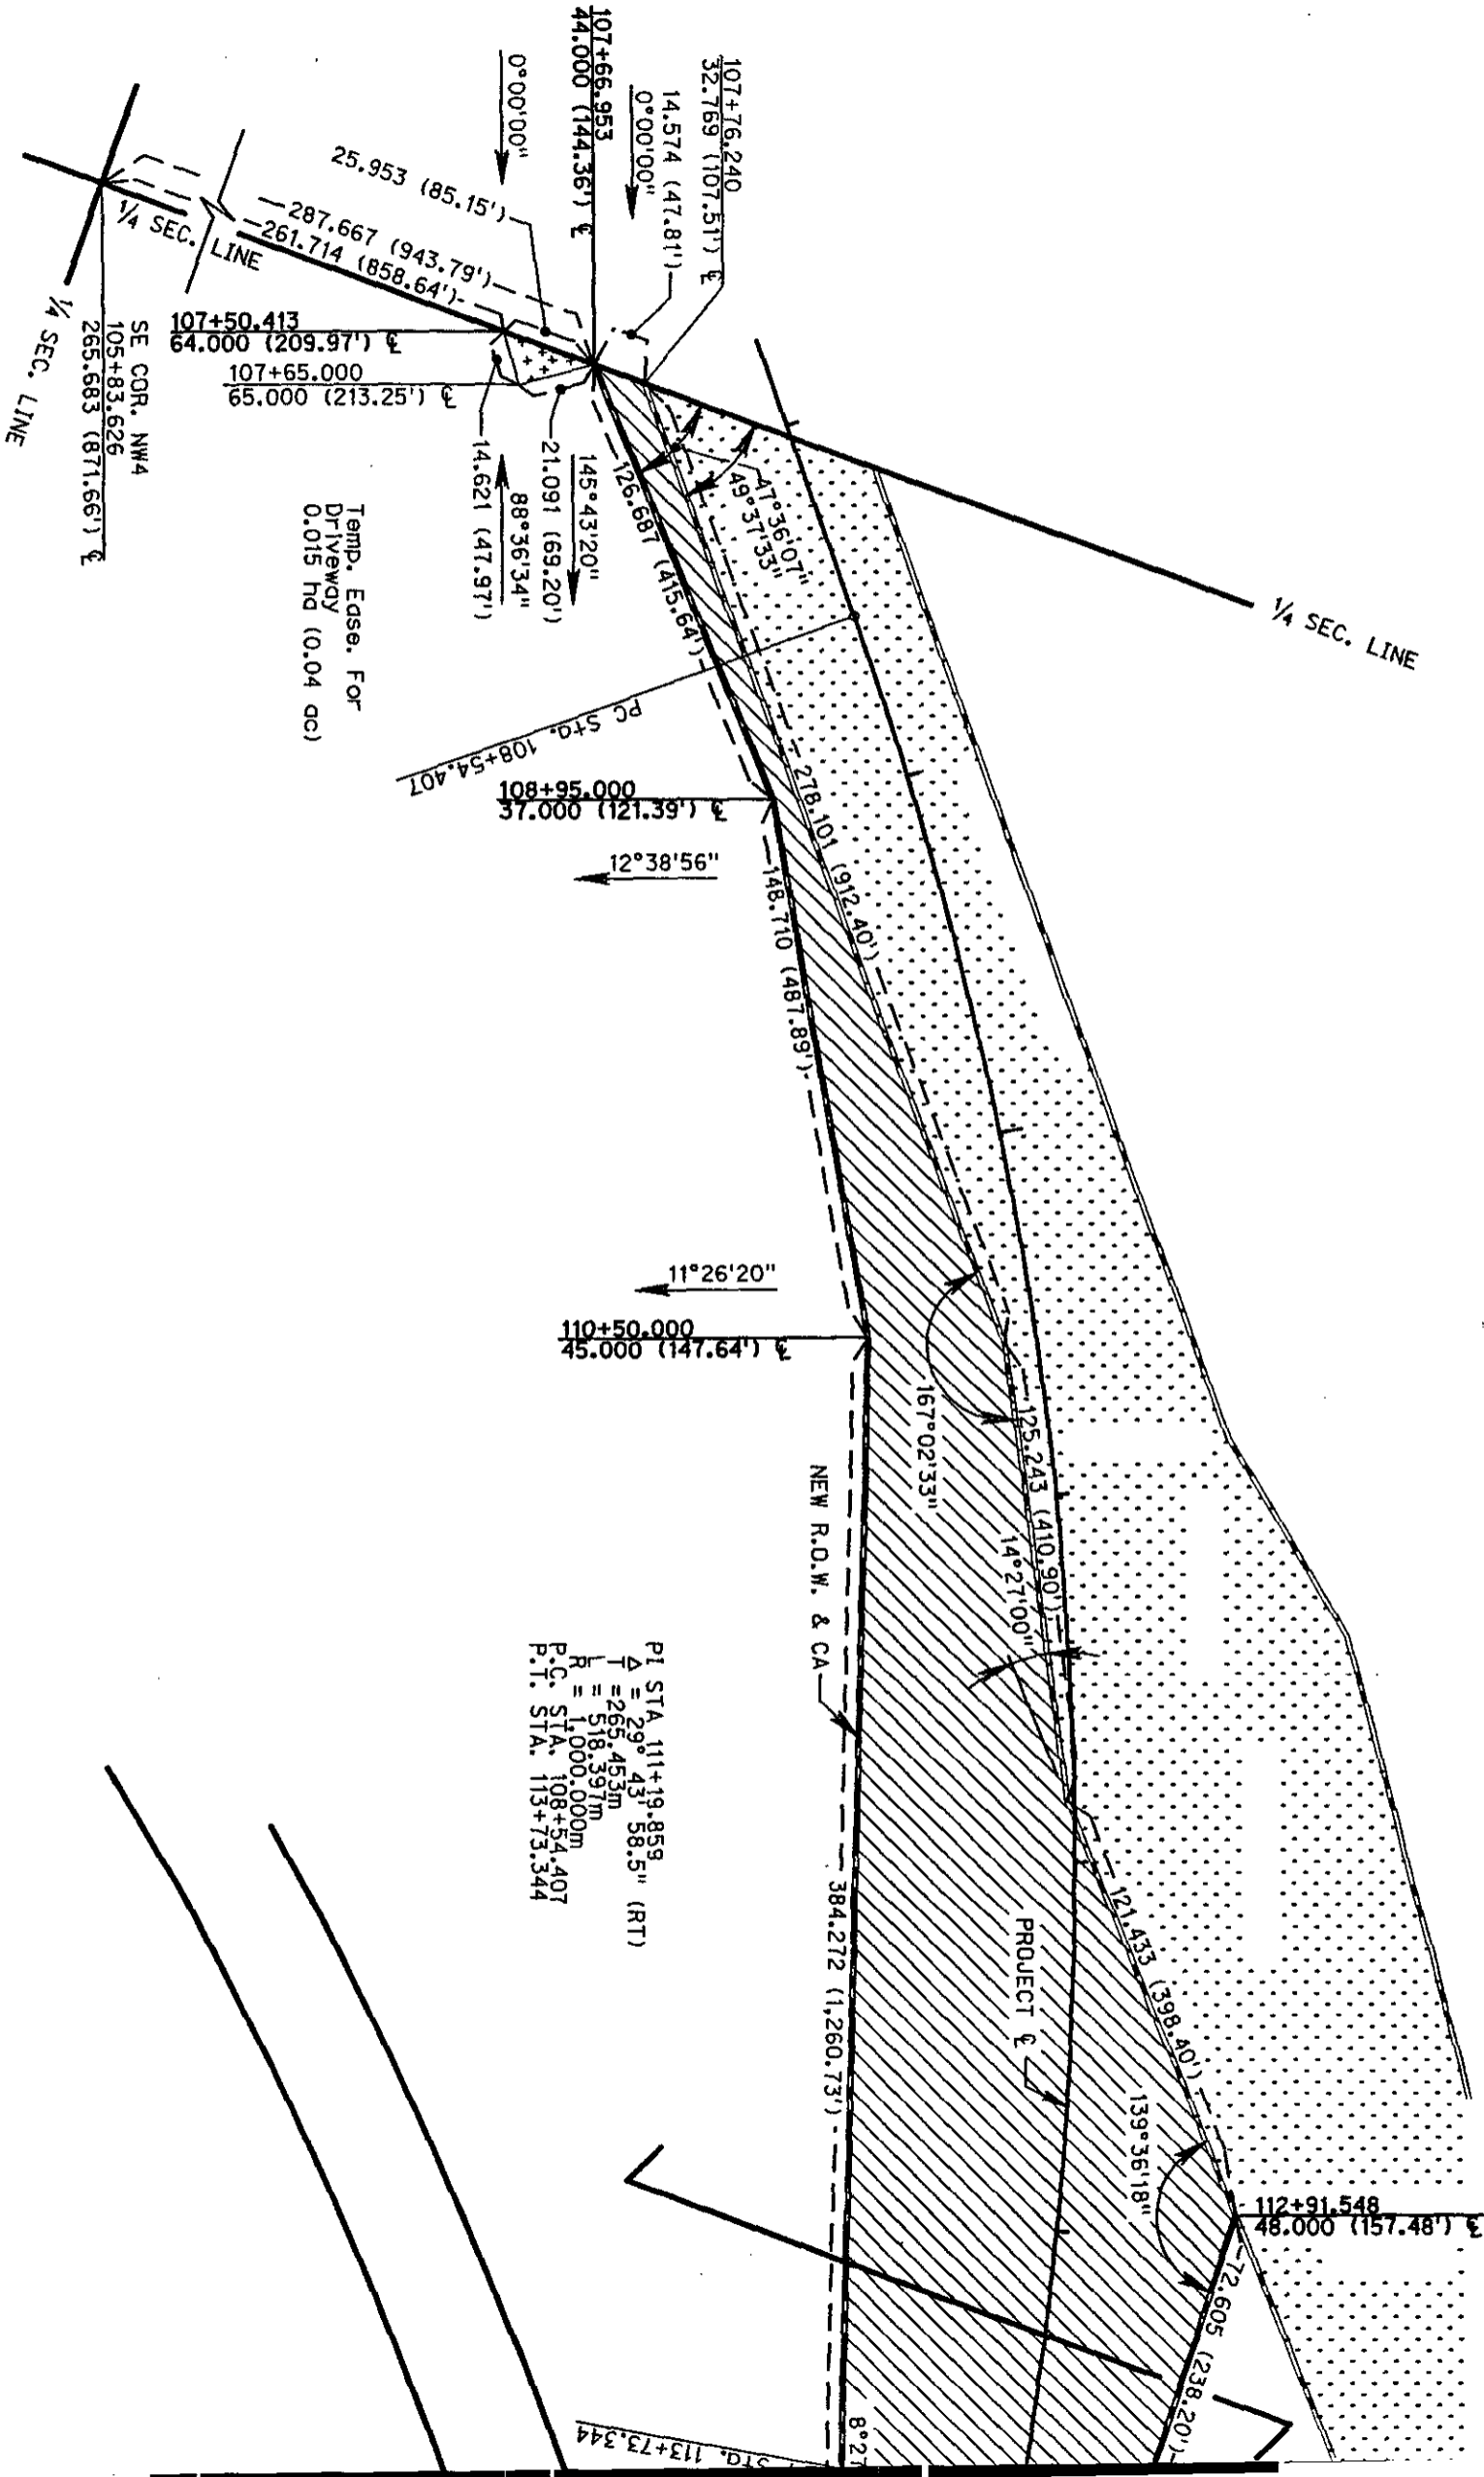 107+66.953
44.000 (144.36') ℄
107+76.240
32.769 (107.51') ℄
14.574 (47.81')
0°00'00"
0°00'00"
25.953 (85.15')
287.667 (943.79')
261.714 (858.64')
1/4 SEC. LINE
1/4 SEC. LINE
1/4 SEC. LINE
SE COR. NW4
105+83.626
265.683 (871.66') ℄
107+50.413
64.000 (209.97') ℄
107+65.000
65.000 (213.25') ℄
145°43'20"
21.091 (69.20')
88°36'34"
14.621 (47.97')
Temp. Ease. For
Driveway
0.015 ha (0.04 ac)
47°36'07"
49°37'33"
126.687 (415.64')
PC Sta. 108+54.407
108+95.000
37.000 (121.39') ℄
12°38'56"
278.101 (912.40')
148.710 (487.89')
11°26'20"
110+50.000
45.000 (147.64') ℄
167°02'33"
125.243 (410.90')
14°27'00"
NEW R.O.W. & CA
PI STA 111+19.859
Δ = 29° 43' 58.5" (RT)
T = 265.453m
L = 518.397m
R = 1,000.000m
P.C. STA. 108+54.407
P.T. STA. 113+73.344
384.272 (1,260.73')
PROJECT ℄
121.433 (398.40')
139°36'18"
112+91.548
48.000 (157.48') ℄
72.605 (238.20')
8°27
Sta. 113+73.344